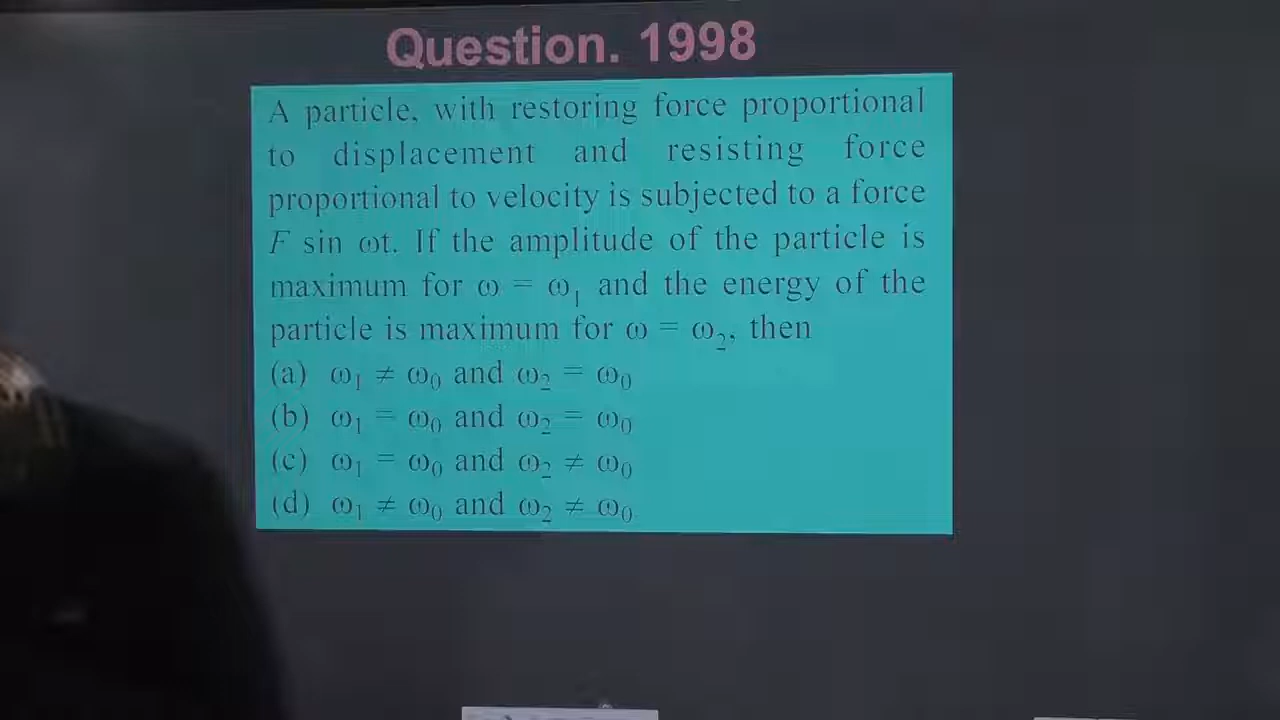 Question. 1998
A particle, with restoring force proportional
to displacement and resisting force
proportional to velocity is subjected to a force
F sin ωt. If the amplitude of the particle is
maximum for ω = ω₁ and the energy of the
particle is maximum for ω = ω₂, then
(a) ω₁ ≠ ω₀ and ω₂ = ω₀
(b) ω₁ = ω₀ and ω₂ = ω₀
(c) ω₁ = ω₀ and ω₂ ≠ ω₀
(d) ω₁ ≠ ω₀ and ω₂ ≠ ω₀